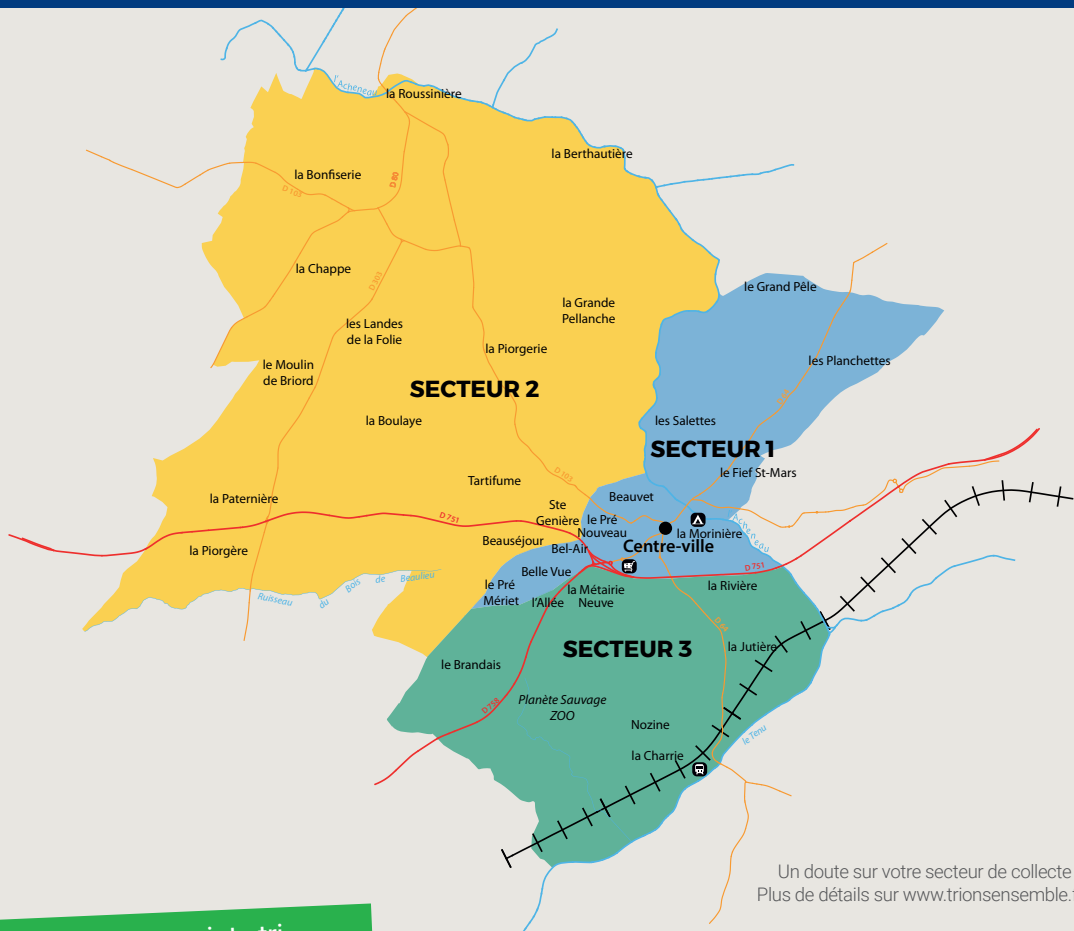 l'Acheneau
la Roussinière
la Berthautière
la Bonfiserie
D 103
D 80
la Chappe
D 103
le Grand Pêle
la Grande
Pellanche
les Landes
de la Folie
la Piorgerie
les Planchettes
le Moulin
de Briord
SECTEUR 2
la Boulaye
les Salettes
SECTEUR 1
le Fief St-Mars
D 103
Tartifume
la Paternière
Beauvet
Ste
Genière
le Pré
Nouveau
D 751
la Morinière
Acheneau
Beauséjour
Bel-Air
Centre-ville
la Piorgère
D 751
Belle Vue
Ruisseau du Bois de Beaulieu
le Pré
Mériet
l'Allée
la Métairie
Neuve
la Rivière
SECTEUR 3
la Jutière
le Brandais
Planète Sauvage
ZOO
D 758
Nozine
le Tenu
la Charrie
Un doute sur votre secteur de collecte
Plus de détails sur www.trionsensemble.